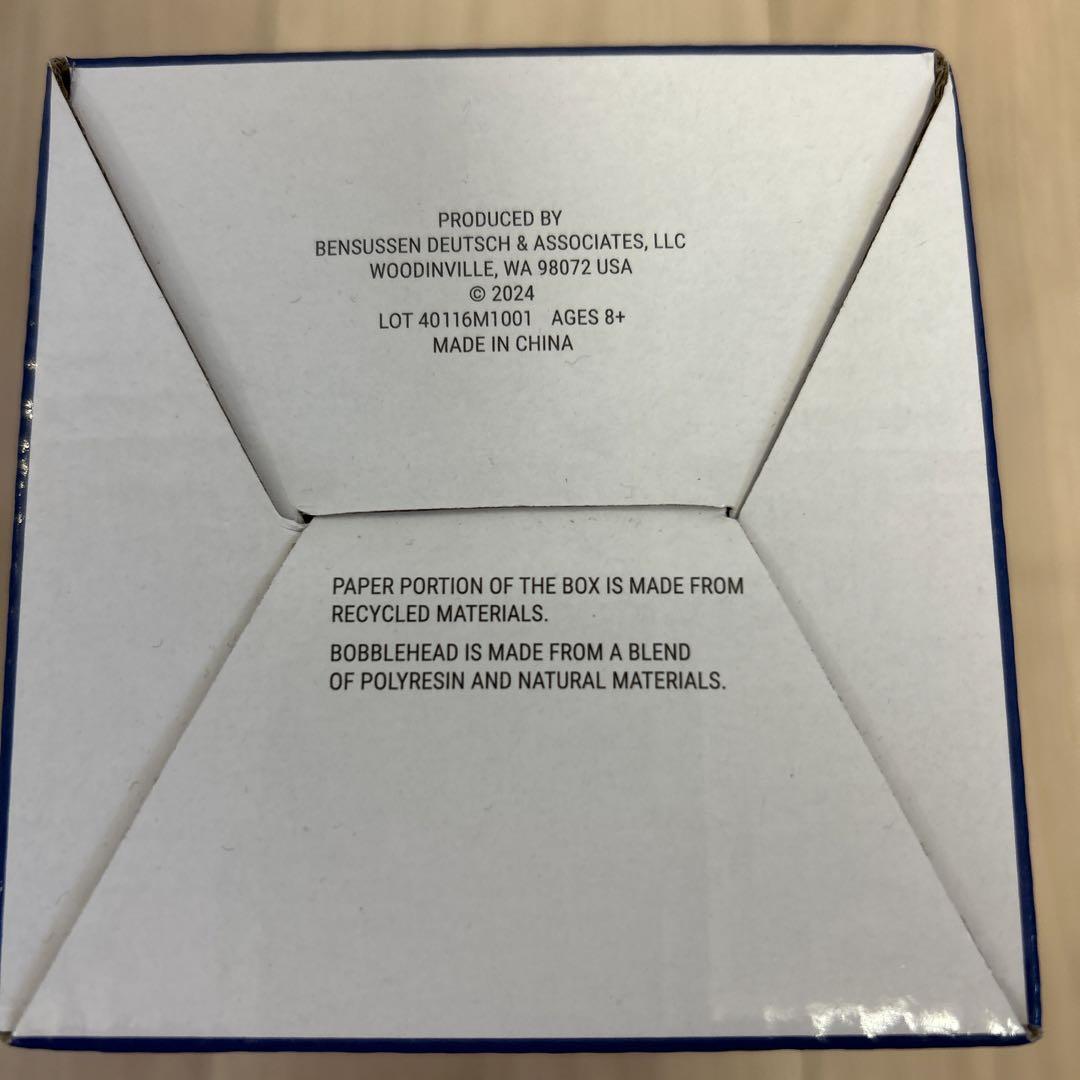 PRODUCED BY
BENSUSSEN DEUTSCH & ASSOCIATES, LLC
WOODINVILLE, WA 98072 USA
© 2024
LOT 40116M1001 AGES 8+
MADE IN CHINA
PAPER PORTION OF THE BOX IS MADE FROM
RECYCLED MATERIALS.
BOBBLEHEAD IS MADE FROM A BLEND
OF POLYRESIN AND NATURAL MATERIALS.